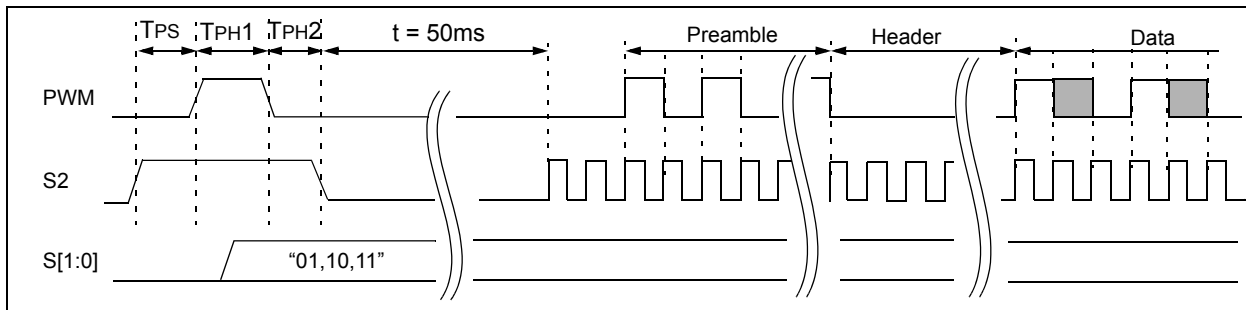 TPS TPH1 TPH2 t = 50ms Preamble Header Data
PWM
S2
S[1:0] “01,10,11”